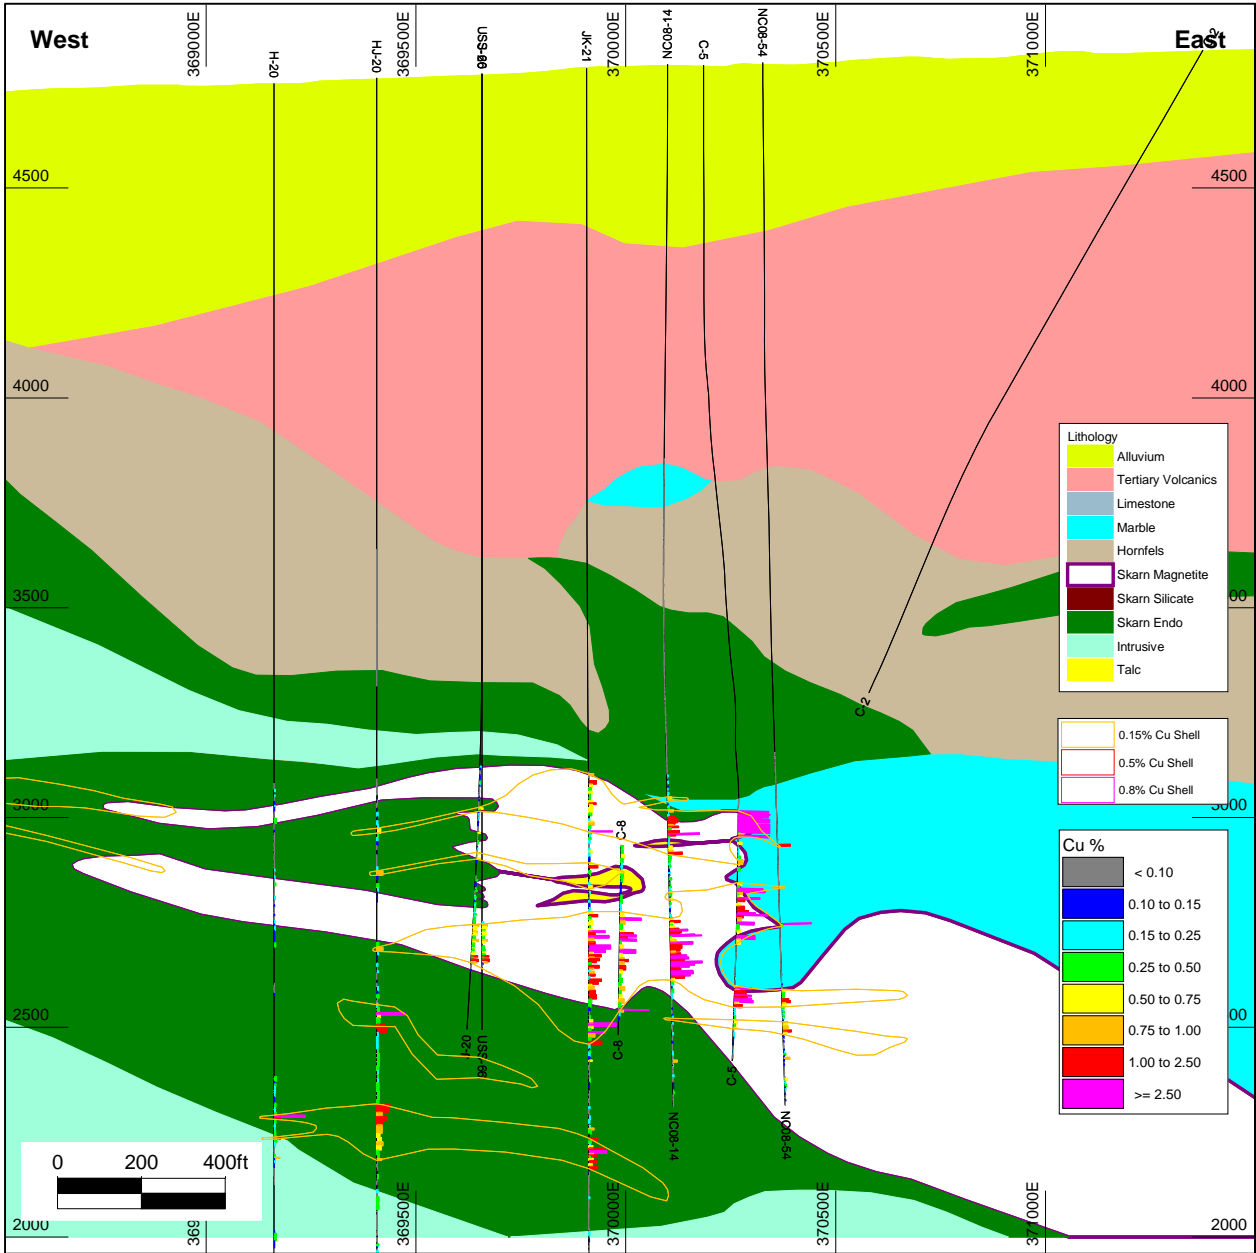 West
East
369000E
369500E
370000E
370500E
371000E
H-20
HJ-20
JK-21
NC08-14
C-5
NC08-54
C-2
4500
4500
4000
4000
3500
3000
3000
2500
2000
2000
Lithology
Alluvium
Tertiary Volcanics
Limestone
Marble
Hornfels
Skarn Magnetite
Skarn Silicate
Skarn Endo
Intrusive
Talc
C-2
0.15% Cu Shell
0.5% Cu Shell
0.8% Cu Shell
C-8
Cu %
< 0.10
0.10 to 0.15
0.15 to 0.25
0.25 to 0.50
0.50 to 0.75
0.75 to 1.00
1.00 to 2.50
>= 2.50
C-8
C-5
NC08-14
NC08-54
0 200 400ft
369500E
370000E
370500E
371000E